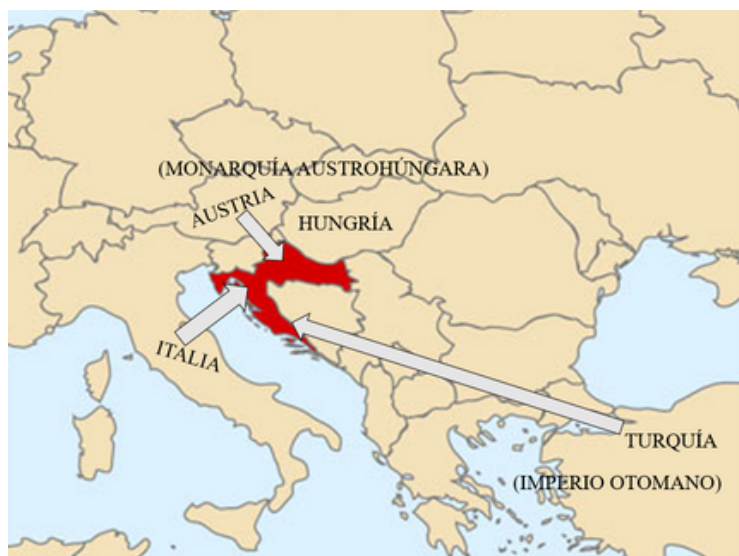 (MONARQUÍA AUSTROHÚNGARA)
AUSTRIA
HUNGRÍA
ITALIA
TURQUÍA
(IMPERIO OTOMANO)